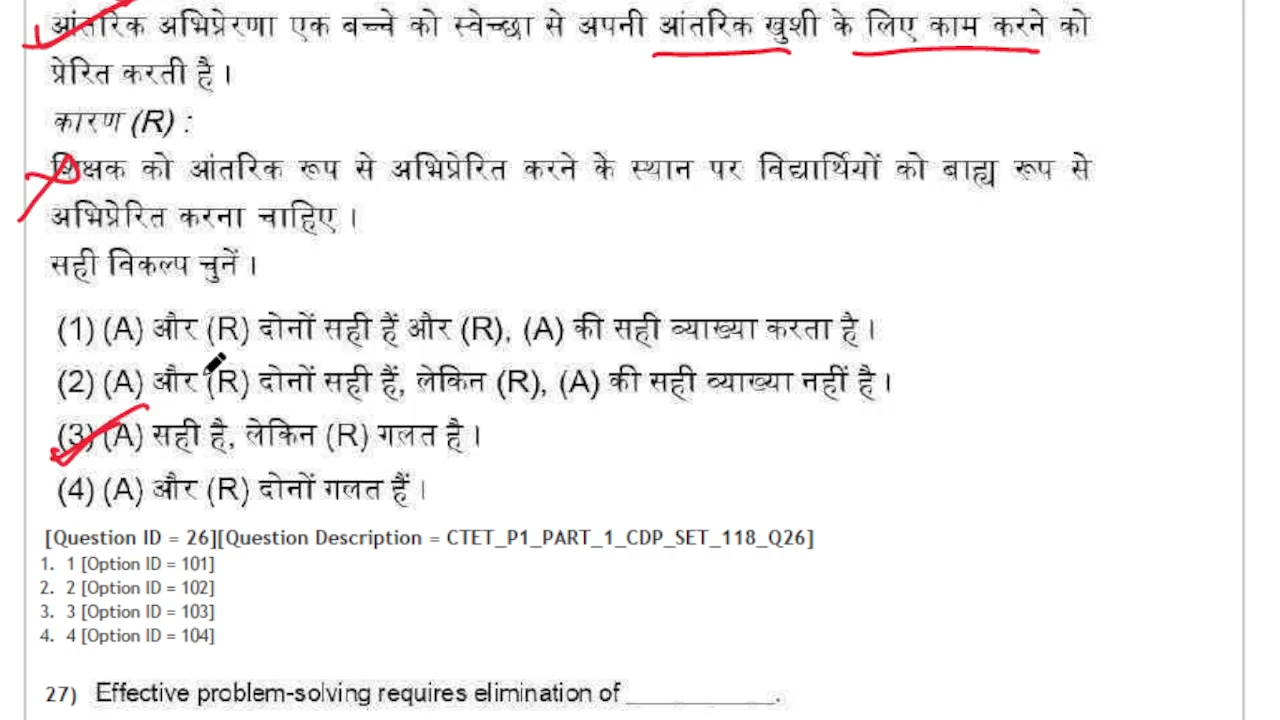 आंतरिक अभिप्रेरणा एक बच्चे को स्वेच्छा से अपनी आंतरिक खुशी के लिए काम करने को
प्रेरित करती है।
कारण (R) :
शिक्षक को आंतरिक रूप से अभिप्रेरित करने के स्थान पर विद्यार्थियों को बाह्य रूप से
अभिप्रेरित करना चाहिए।
सही विकल्प चुनें।
(1) (A) और (R) दोनों सही हैं और (R), (A) की सही व्याख्या करता है।
(2) (A) और (R) दोनों सही हैं, लेकिन (R), (A) की सही व्याख्या नहीं है।
(3) (A) सही है, लेकिन (R) गलत है।
(4) (A) और (R) दोनों गलत हैं।
[Question ID = 26][Question Description = CTET_P1_PART_1_CDP_SET_118_Q26]
1. 1 [Option ID = 101]
2. 2 [Option ID = 102]
3. 3 [Option ID = 103]
4. 4 [Option ID = 104]
27) Effective problem-solving requires elimination of ___________.